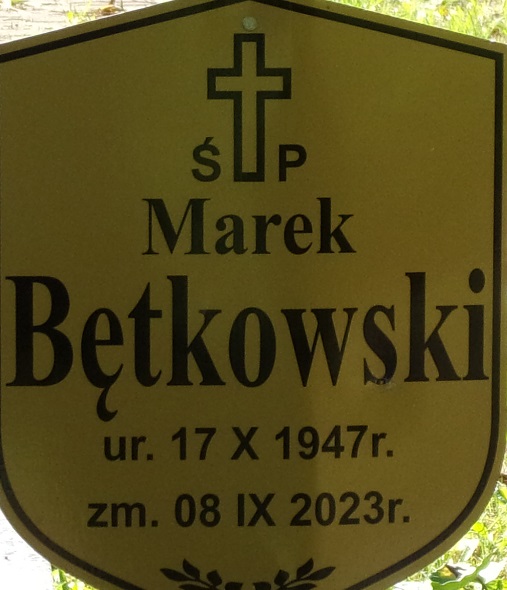 Ś P
Marek
Bętkowski
ur. 17 X 1947r.
zm. 08 IX 2023r.